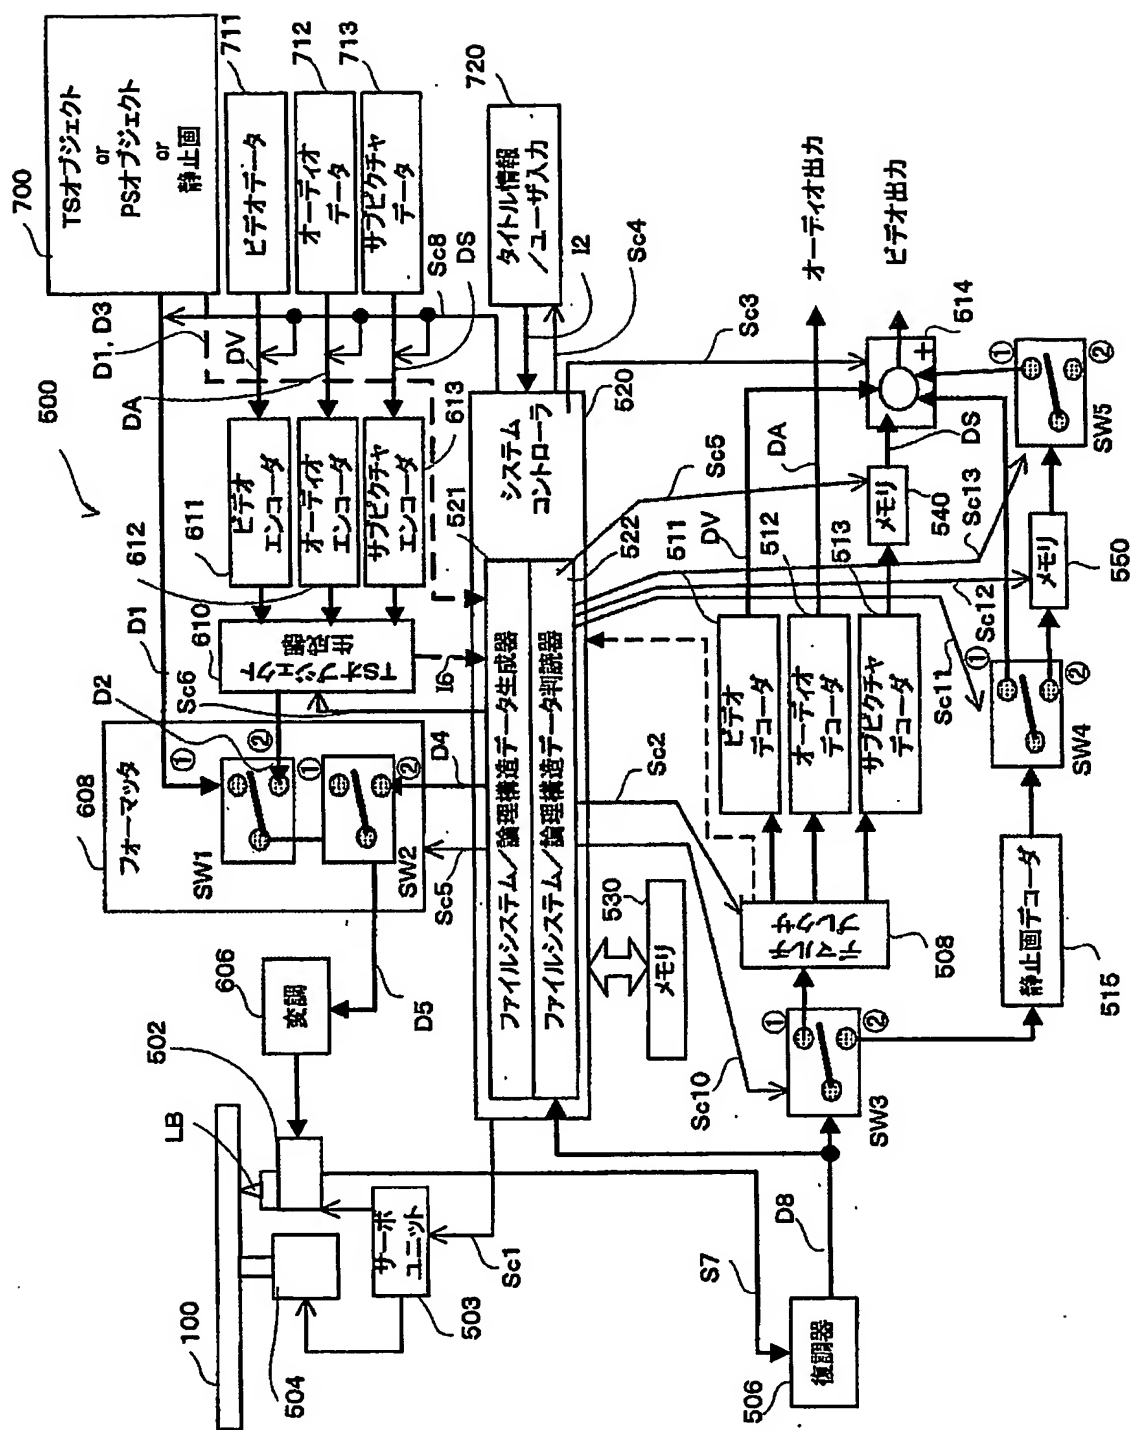 100
LB
502
606
変調
504
サーボ
ユニット
503
Sc1
S7
復調器
506
D8
D5
608
フォーマッタ
SW1
SW2
①
②
①
②
Sc5
D4
D1
D2
Sc6
610
TSオブジェクト
生成器
I6
612
611
ビデオ
エンコーダ
オーディオ
エンコーダ
サブピクチャ
エンコーダ
613
500
DA
DV
D1, D3
DS
Sc8
700
TSオブジェクト
or
PSオブジェクト
or
静止画
ビデオデータ
711
オーディオ
データ
712
サブピクチャ
データ
713
720
タイトル情報
/ユーザ入力
I2
Sc4
システム
コントローラ
520
521
ファイルシステム/論理構造データ生成器
ファイルシステム/論理構造データ判読器
522
530
メモリ
Sc10
Sc2
SW3
①
②
デマルチ
プレクサ
508
ビデオ
デコーダ
511
オーディオ
デコーダ
512
サブピクチャ
デコーダ
513
DV
DA
Sc5
Sc3
メモリ
540
DS
514
+
オーディオ出力
ビデオ出力
静止画デコーダ
515
SW4
①
②
Sc11
Sc12
Sc13
メモリ
550
SW5
①
②